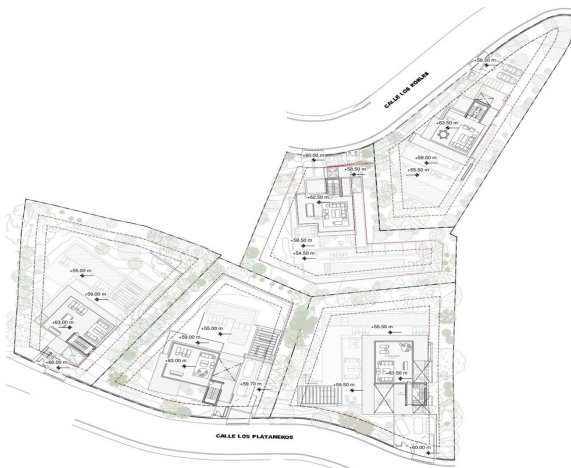 +56.50 m
CALLE LOS ROBLES
+63.50 m
+60.00 m
+59.50 m
+58.50 m
+55.50 m
+62.50 m
+58.50 m
+54.50 m
+55.00 m
+59.00 m
+63.00 m
+60.00 m
+55.00 m
+59.00 m
+63.00 m
+59.70 m
+55.50 m
+63.50 m
+59.50 m
+60.00 m
CALLE LOS PLATANEROS